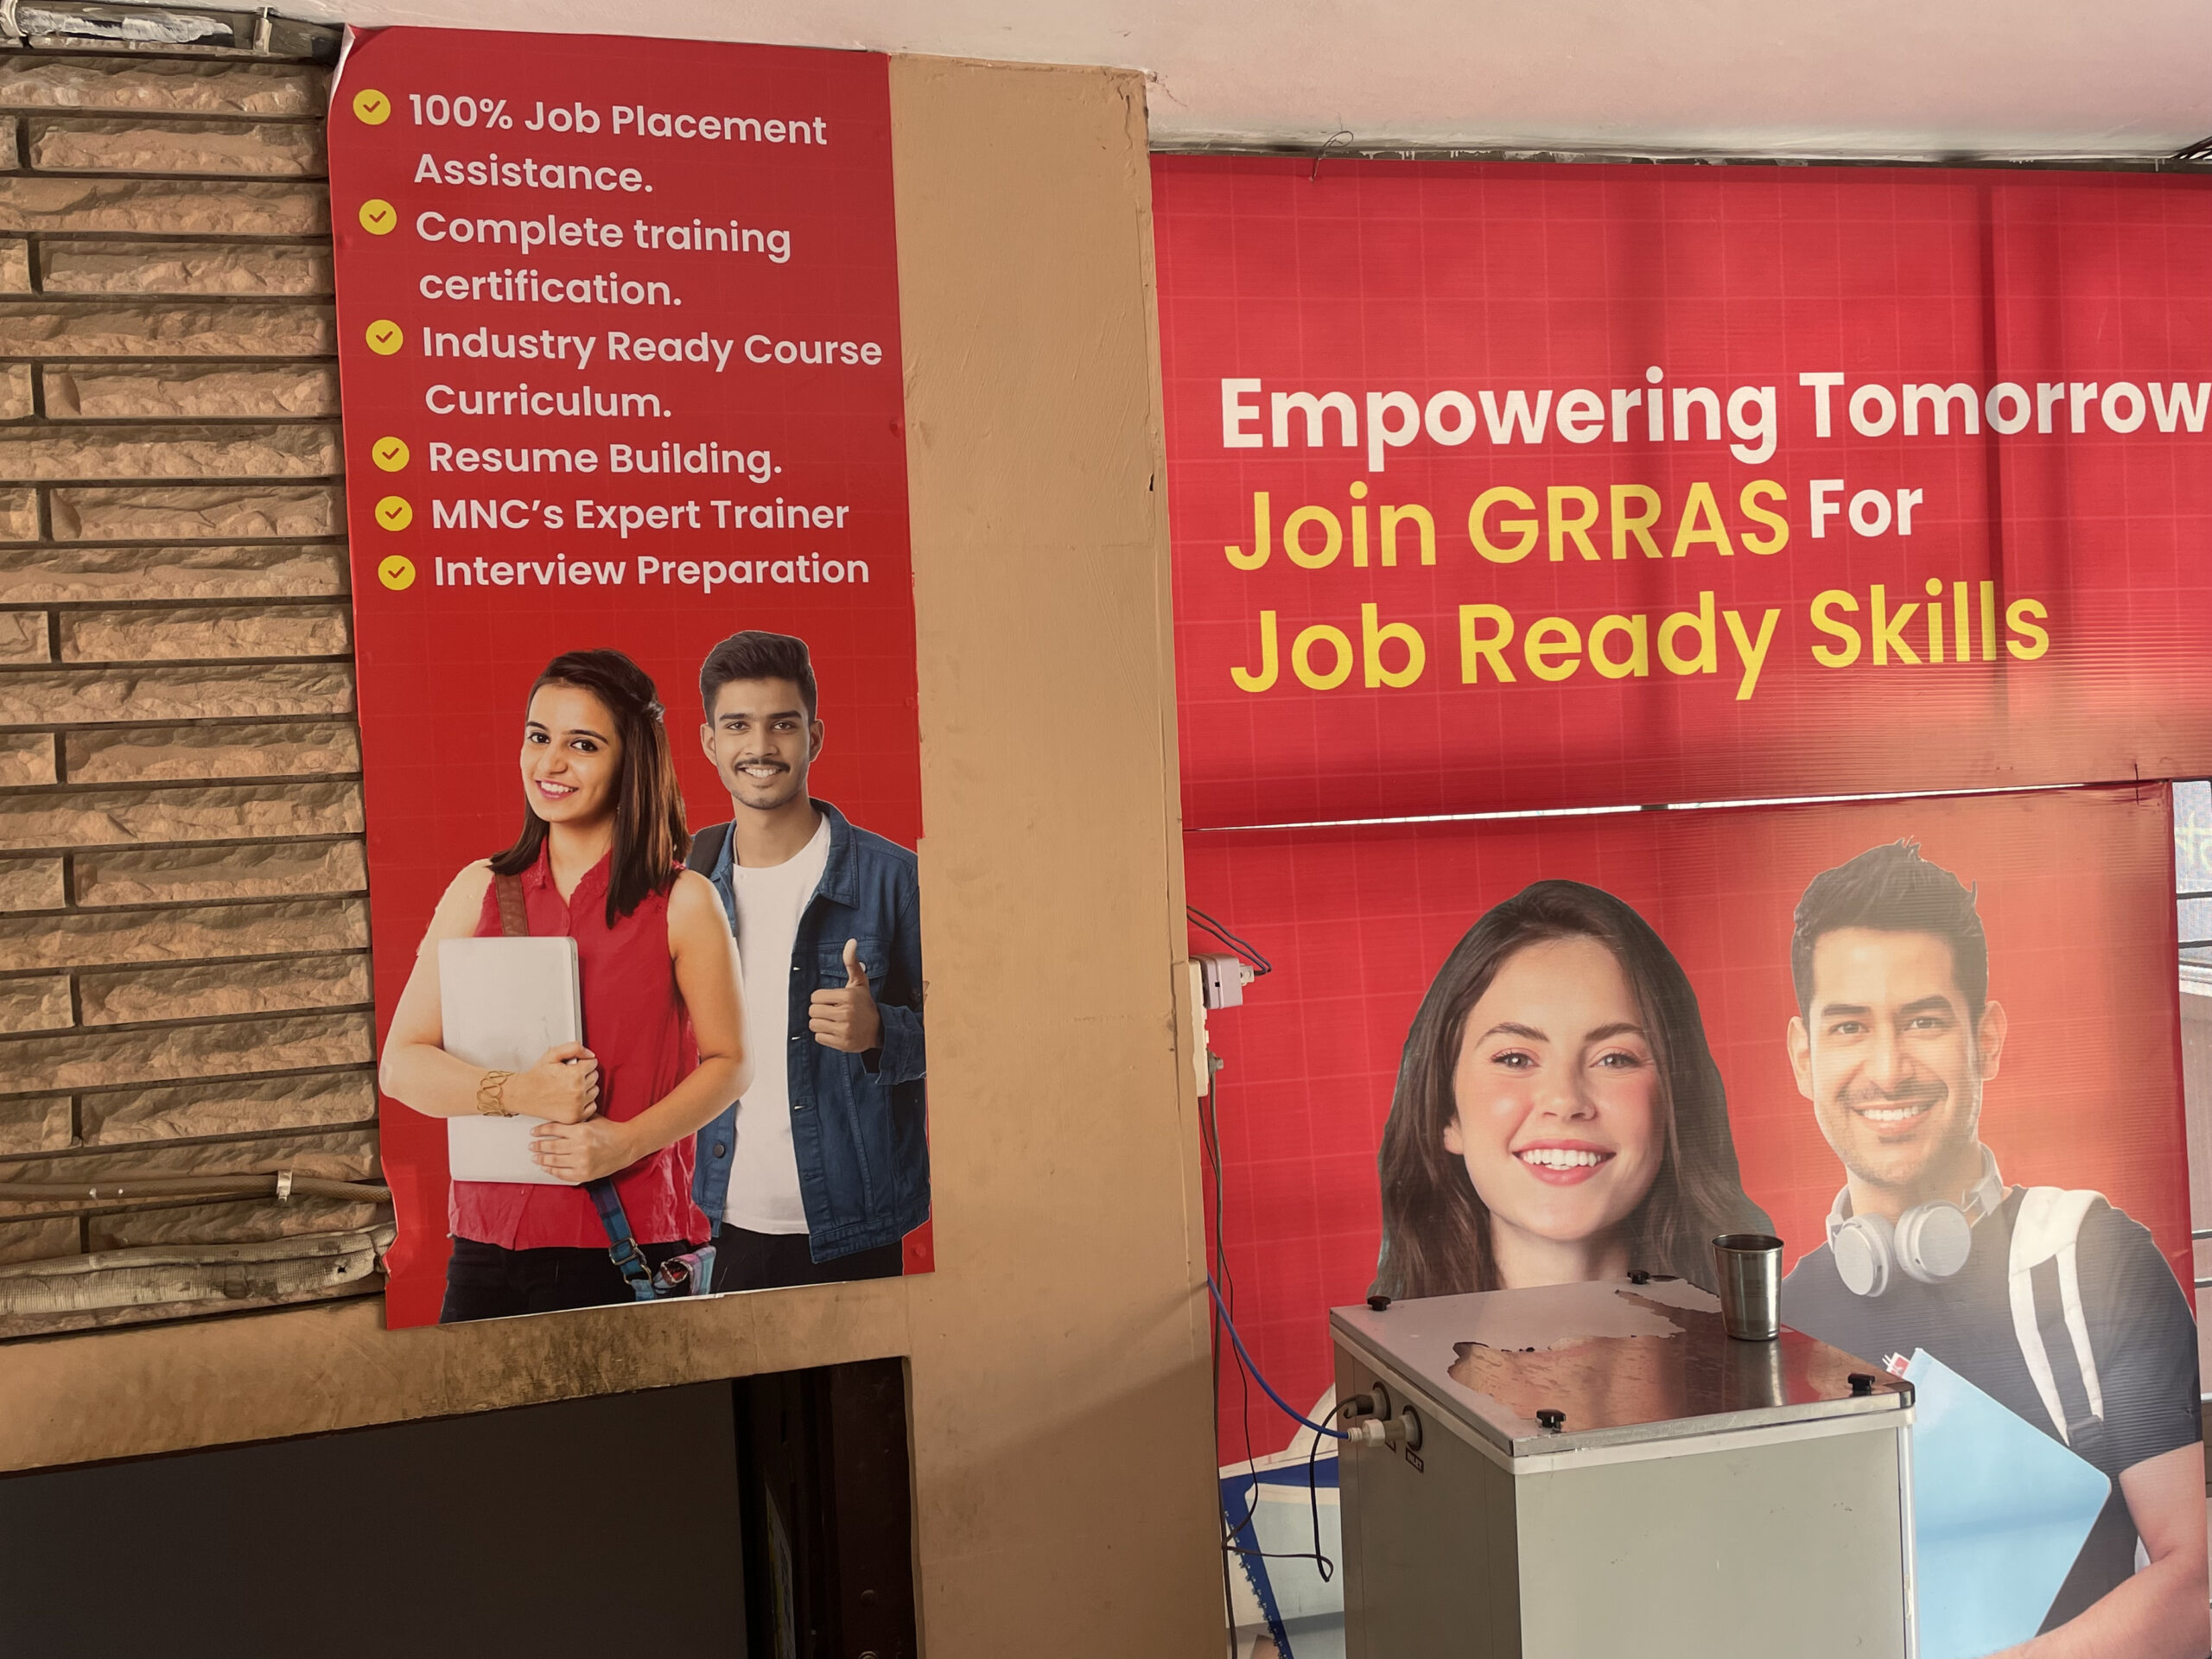 100% Job Placement
Assistance.
Complete training
certification.
Industry Ready Course
Curriculum.
Resume Building.
MNC's Expert Trainer
Interview Preparation
Empowering Tomorrow
Join GRRAS For
Job Ready Skills